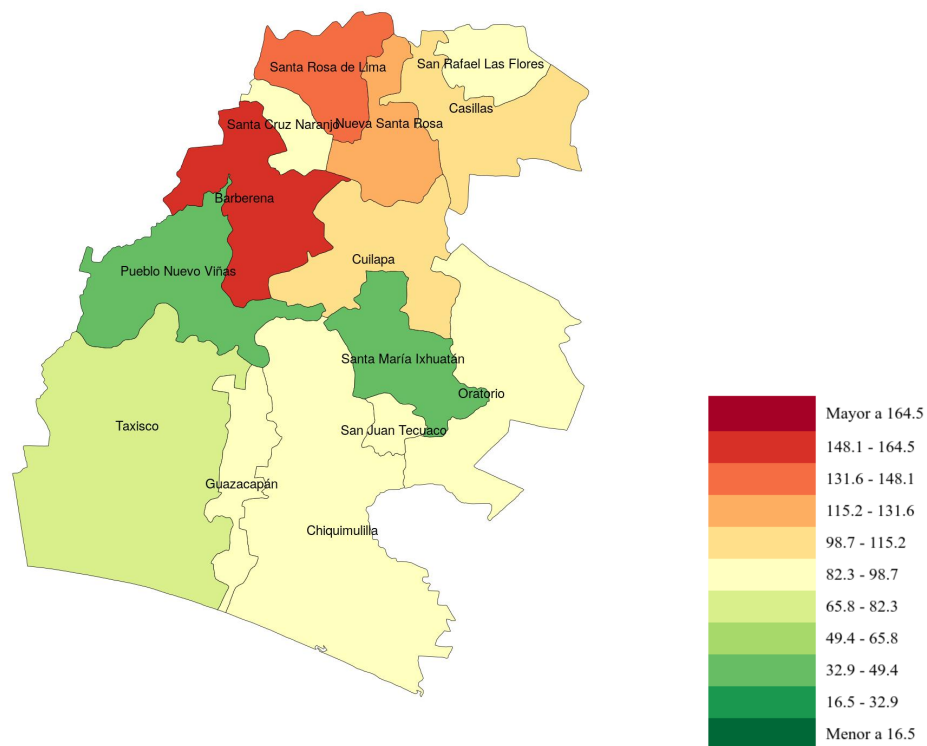 San Rafael Las Flores
Santa Rosa de Lima
Casillas
Santa Cruz Naranjo
Nueva Santa Rosa
Barberena
Cuilapa
Pueblo Nuevo Viñas
Santa María Ixhuatán
Oratorio
Taxisco
San Juan Tecuaco
Guazacapán
Chiquimulilla
Mayor a 164.5
148.1 - 164.5
131.6 - 148.1
115.2 - 131.6
98.7 - 115.2
82.3 - 98.7
65.8 - 82.3
49.4 - 65.8
32.9 - 49.4
16.5 - 32.9
Menor a 16.5